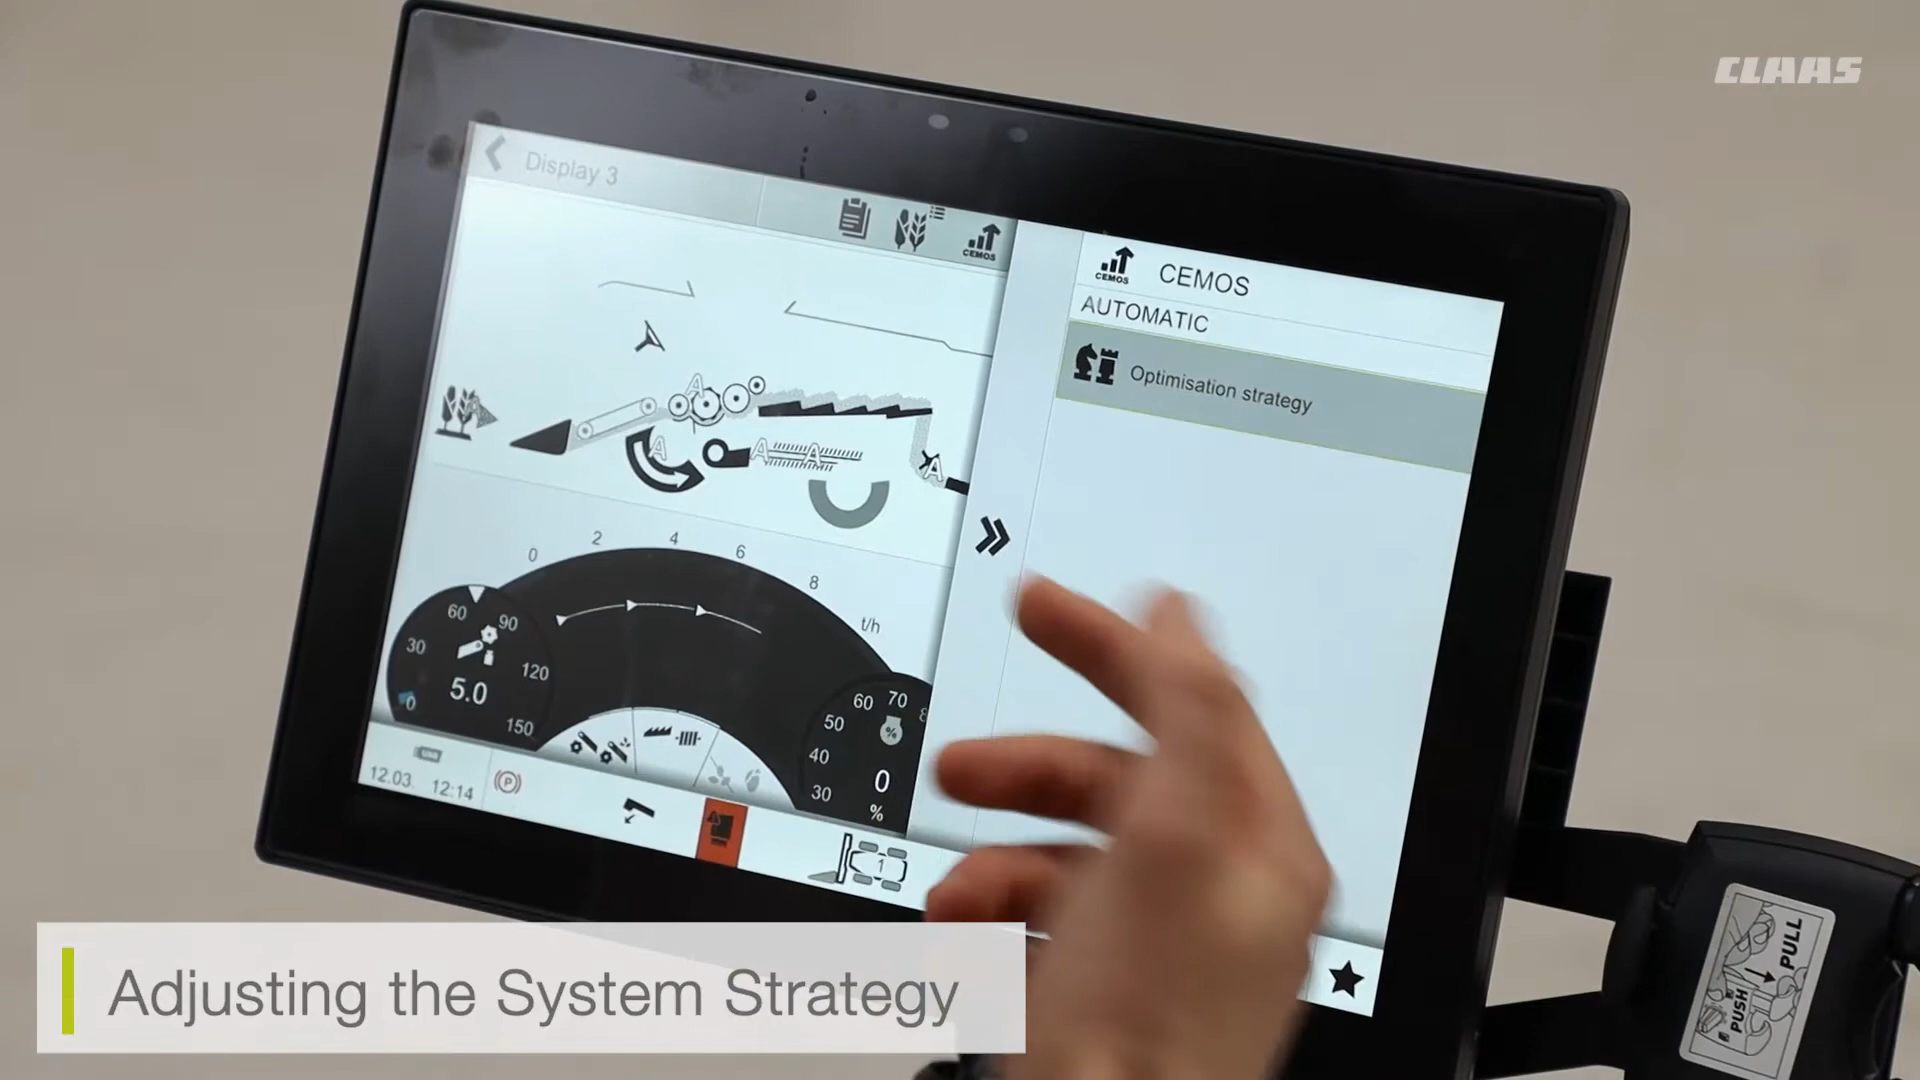 CLAAS
Display 3
CEMOS
CEMOS
CEMOS
AUTOMATIC
Optimisation strategy
A
A
A
A
A
0
2
4
6
8
t/h
0
30
60
90
120
150
5.0
30
40
50
60
70
%
0
%
12.03.
12:14
P
1
PUSH
PULL
Adjusting the System Strategy